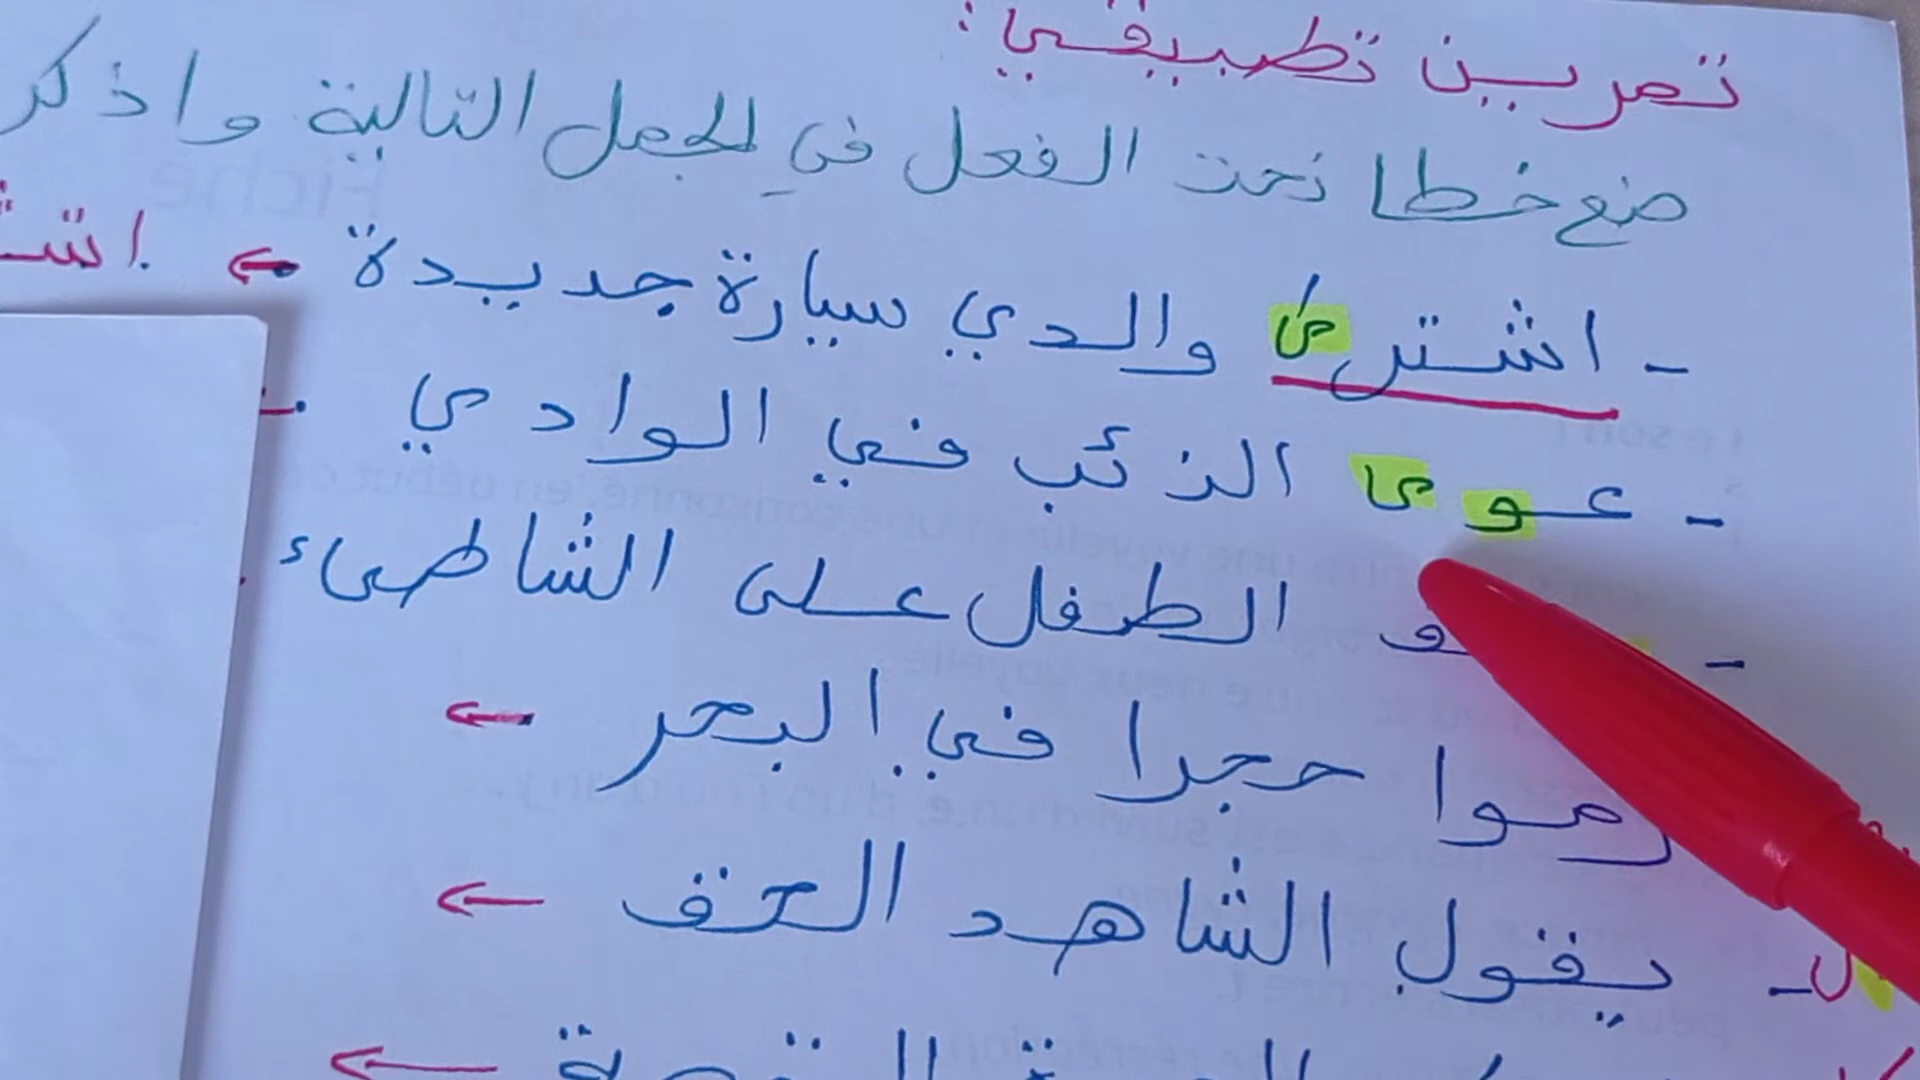 تمرين تطبيقي:
ضع خطا تحت الفعل في الجمل التالية واذكر
- اشترى والدي سيارة جديدة ←
- عوى الذئب في الوادي
- الطفل على الشاطىء
رموا حجرا في البحر ←
- يقول الشاهد الحق ←